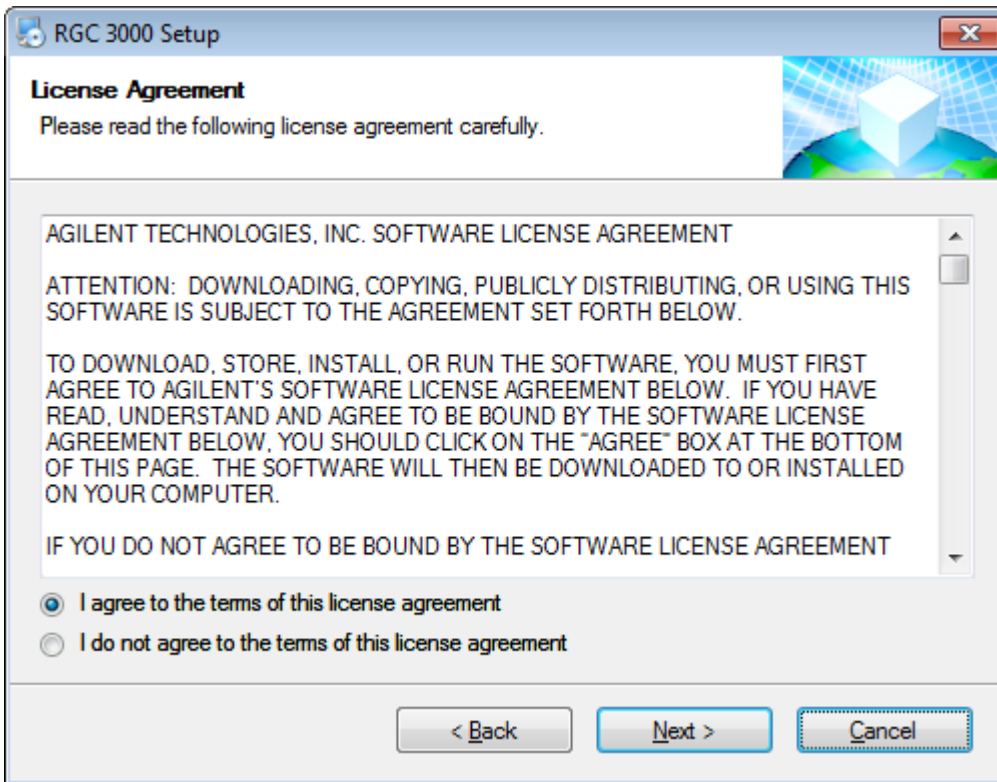 RGC 3000 Setup
License Agreement
Please read the following license agreement carefully.
AGILENT TECHNOLOGIES, INC. SOFTWARE LICENSE AGREEMENT
ATTENTION:  DOWNLOADING, COPYING, PUBLICLY DISTRIBUTING, OR USING THIS
SOFTWARE IS SUBJECT TO THE AGREEMENT SET FORTH BELOW.
TO DOWNLOAD, STORE, INSTALL, OR RUN THE SOFTWARE, YOU MUST FIRST
AGREE TO AGILENT'S SOFTWARE LICENSE AGREEMENT BELOW.  IF YOU HAVE
READ, UNDERSTAND AND AGREE TO BE BOUND BY THE SOFTWARE LICENSE
AGREEMENT BELOW, YOU SHOULD CLICK ON THE "AGREE" BOX AT THE BOTTOM
OF THIS PAGE.  THE SOFTWARE WILL THEN BE DOWNLOADED TO OR INSTALLED
ON YOUR COMPUTER.
IF YOU DO NOT AGREE TO BE BOUND BY THE SOFTWARE LICENSE AGREEMENT
I agree to the terms of this license agreement
I do not agree to the terms of this license agreement
< Back
Next >
Cancel